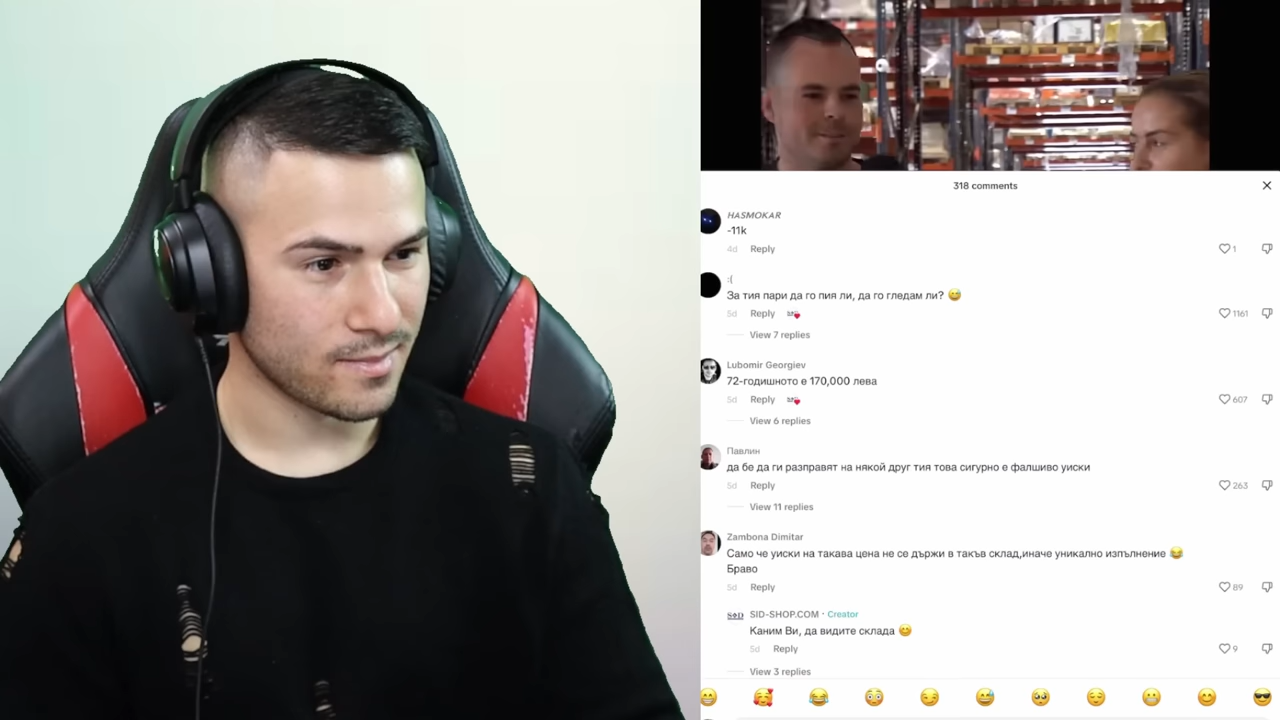 318 comments
HASMOKAR
-11k
4d Reply 1
:(
За тия пари да го пия ли, да го гледам ли? 😅
5d Reply 1161
View 7 replies
Lubomir Georgiev
72-годишното е 170,000 лева
5d Reply 607
View 6 replies
Павлин
да бе да ги разправят на някой друг тия това сигурно е фалшиво уиски
5d Reply 263
View 11 replies
Zambona Dimitar
Само че уиски на такава цена не се държи в такъв склад,иначе уникално изпълнение 😂
Браво
5d Reply 89
SID SID-SHOP.COM · Creator
Каним Ви, да видите склада 😊
5d Reply 9
View 3 replies